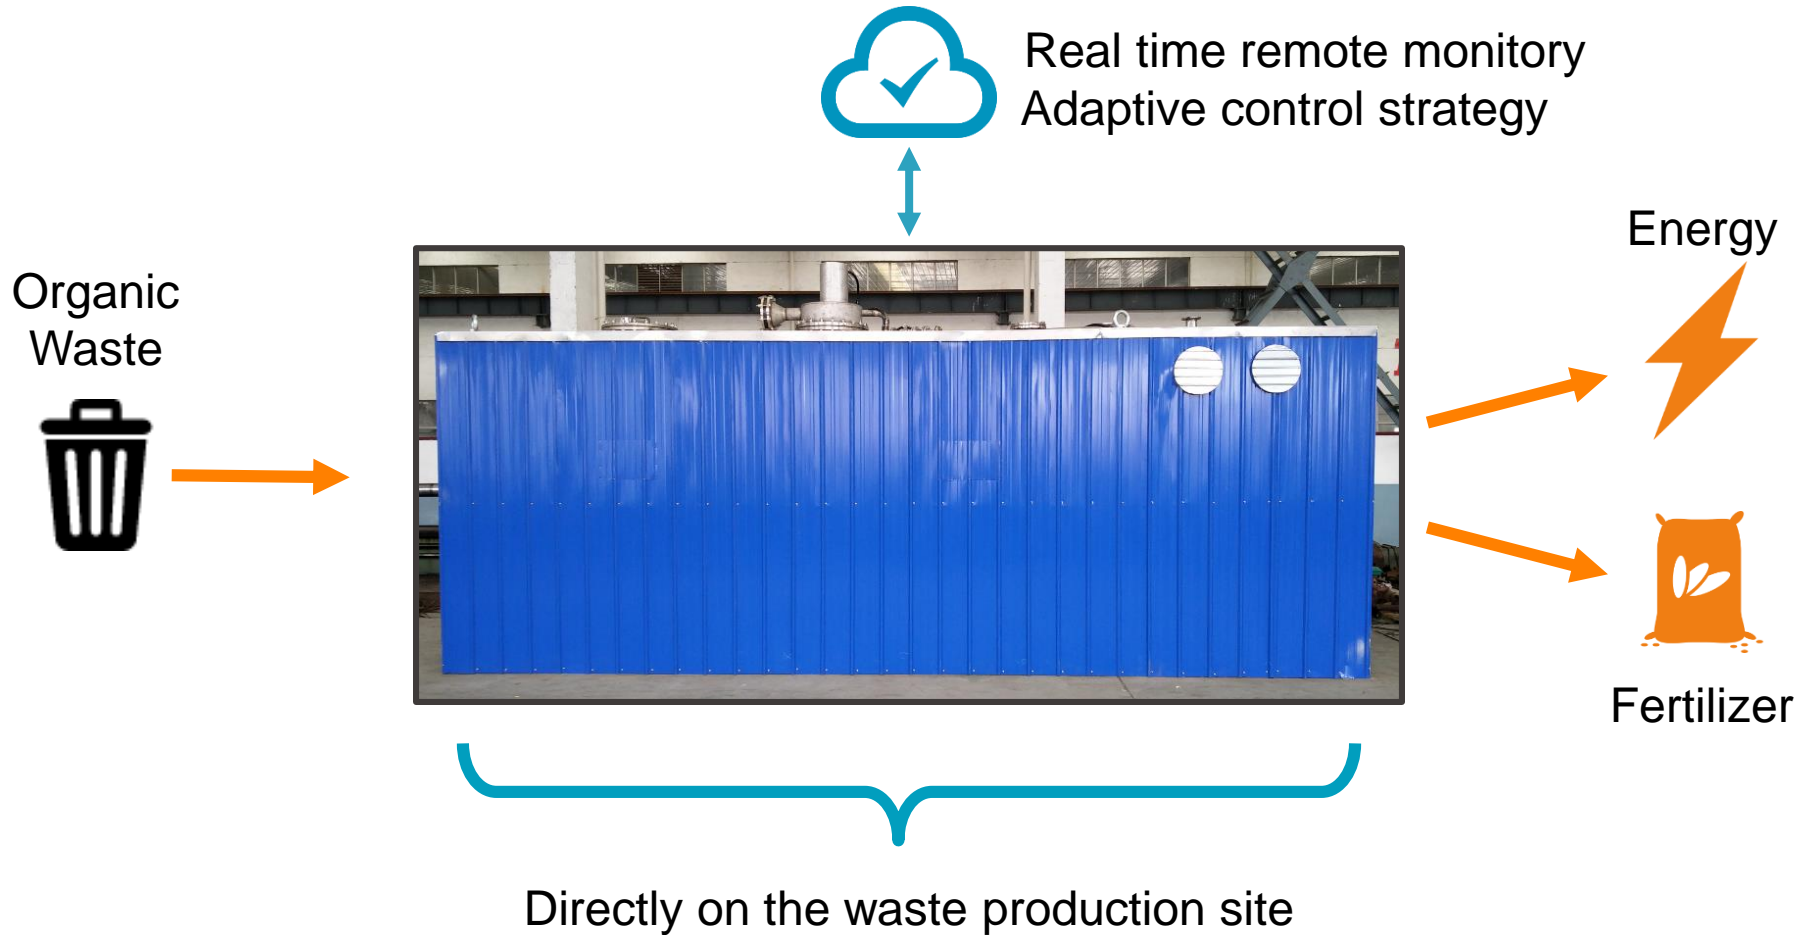 Real time remote monitory
Adaptive control strategy
Energy
Organic
Waste
Fertilizer
Directly on the waste production site